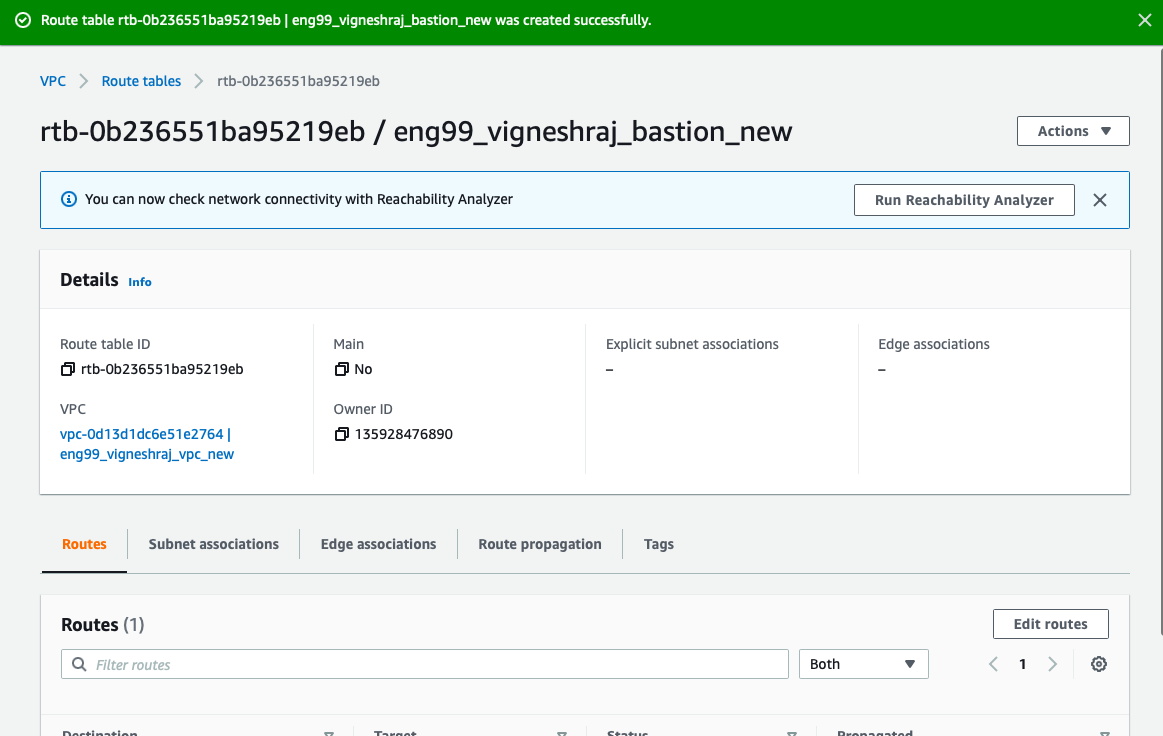 Route table rtb-0b236551ba95219eb | eng99_vigneshraj_bastion_new was created successfully.
VPC Route tables rtb-0b236551ba95219eb
rtb-0b236551ba95219eb / eng99_vigneshraj_bastion_new
Actions
You can now check network connectivity with Reachability Analyzer
Run Reachability Analyzer
Details Info
Route table ID
rtb-0b236551ba95219eb
Main
No
Explicit subnet associations
–
Edge associations
–
VPC
vpc-0d13d1dc6e51e2764 |
eng99_vigneshraj_vpc_new
Owner ID
135928476890
Routes Subnet associations Edge associations Route propagation Tags
Routes (1)
Edit routes
Filter routes
Both
1
Destination Target Status Propagated